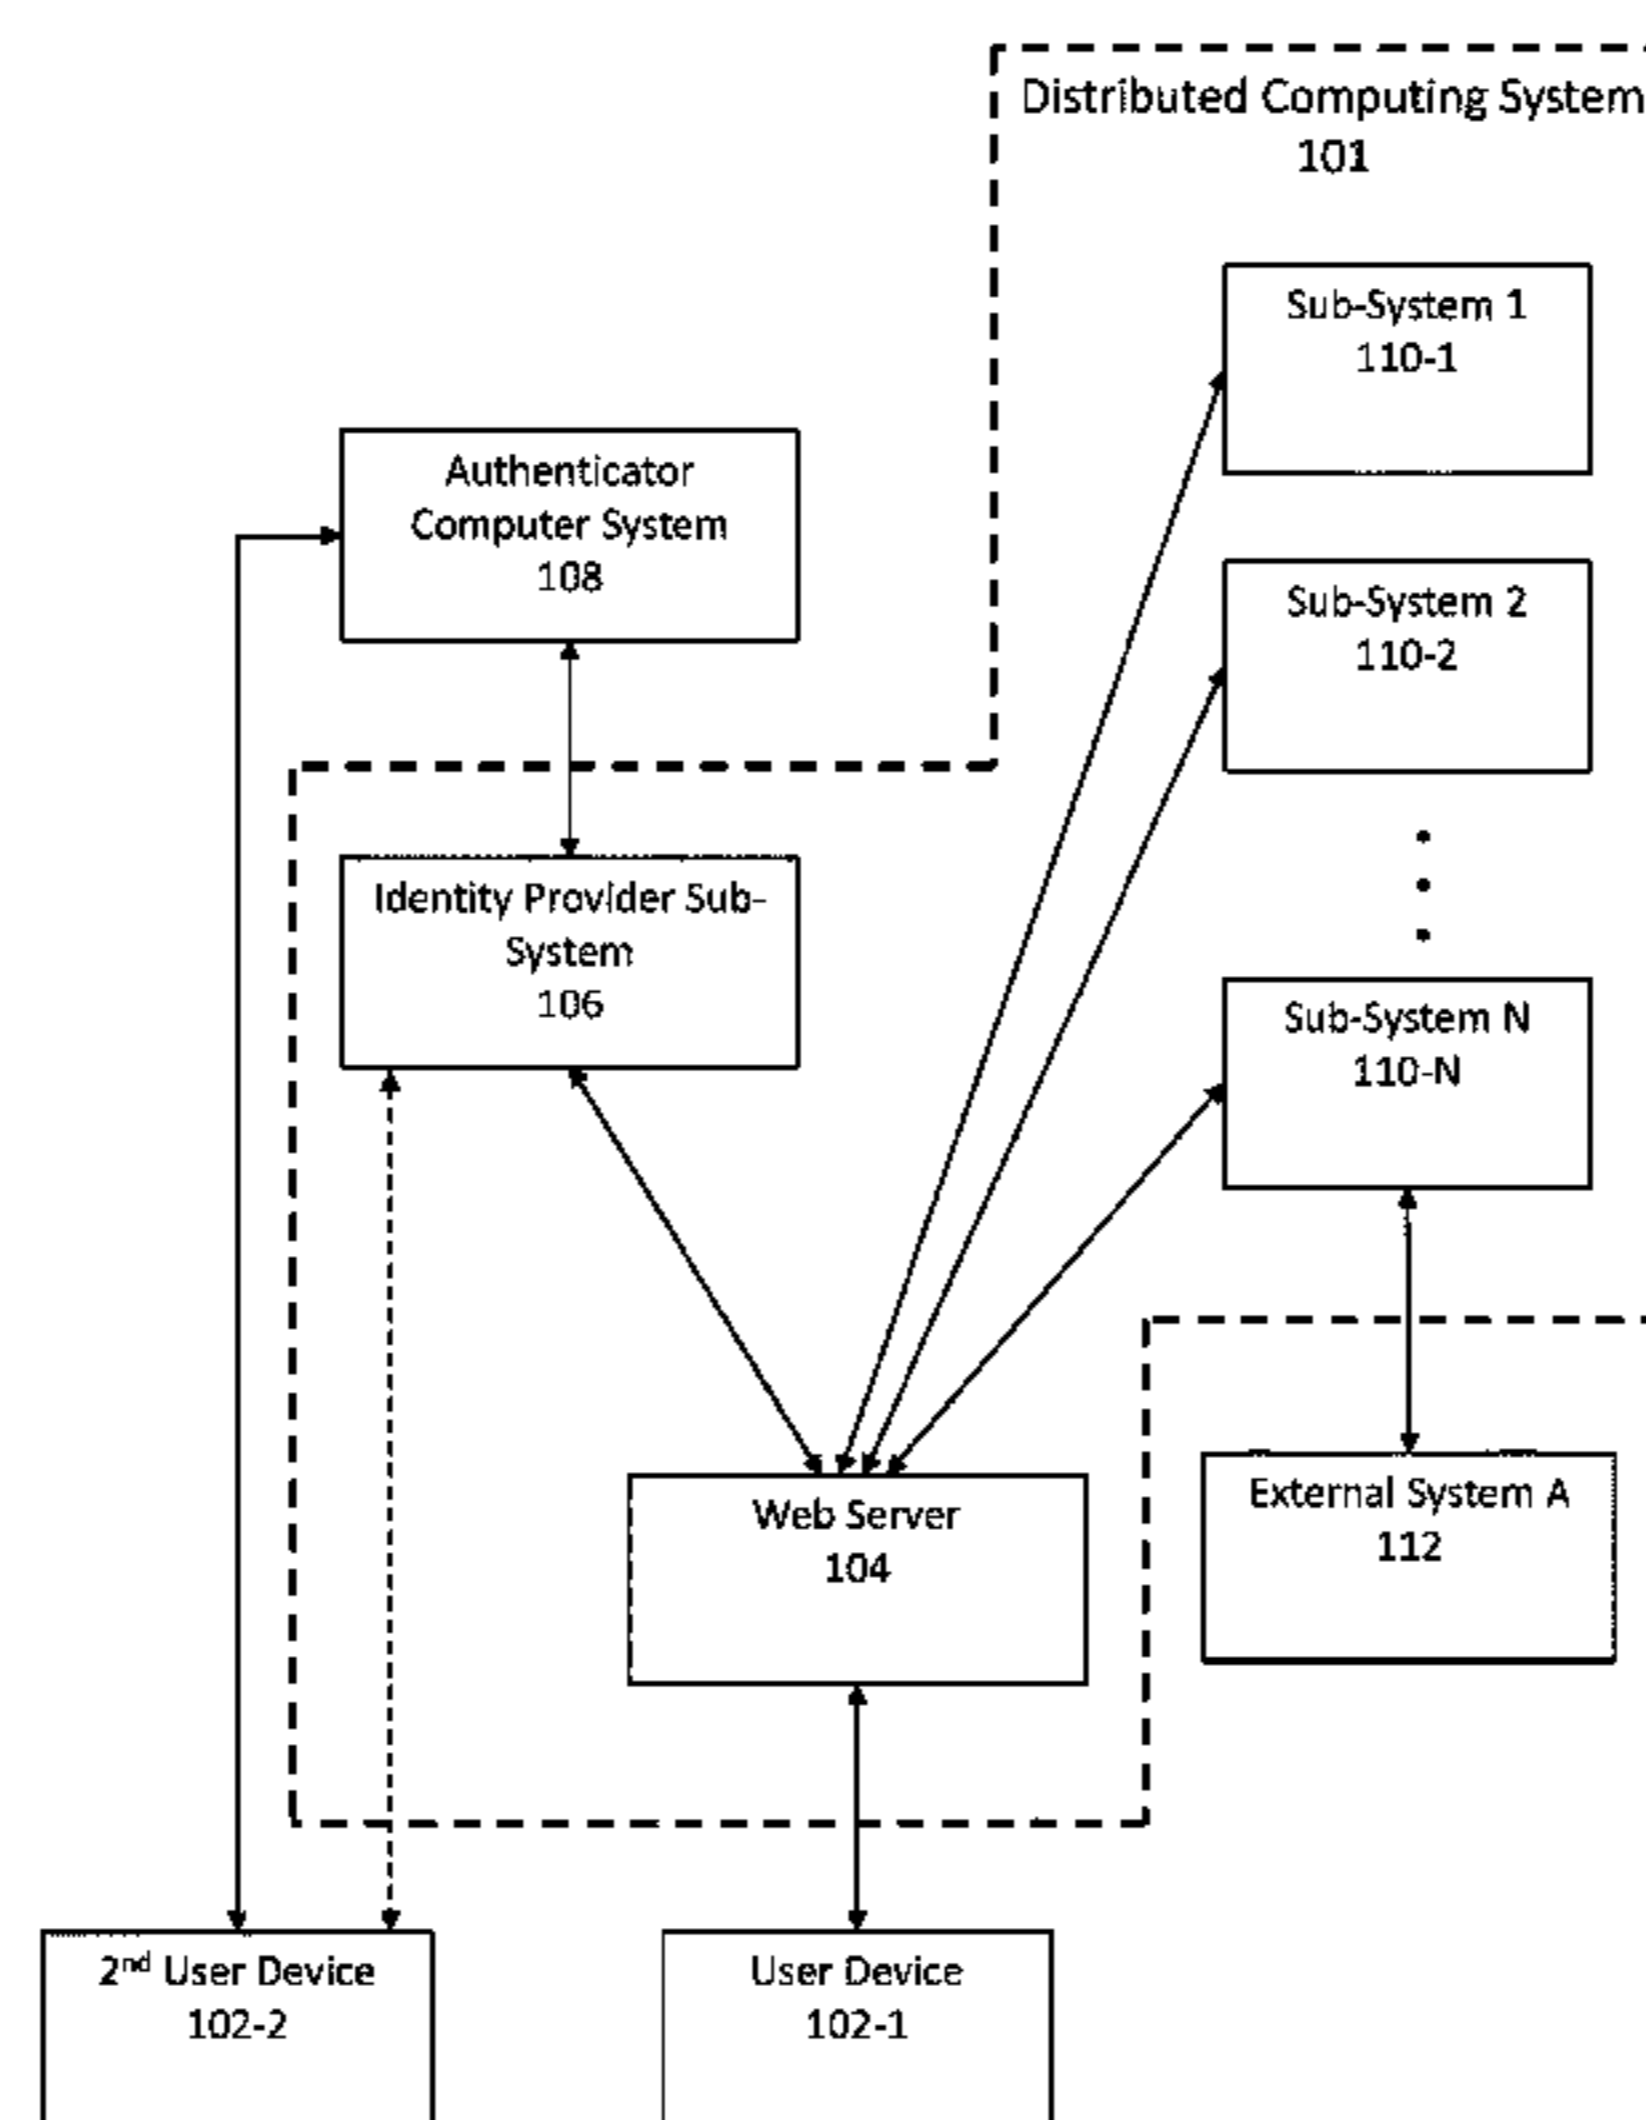 Distributed Computing System
101
Sub-System 1
110-1
Authenticator
Computer System
108
Sub-System 2
110-2
Identity Provider Sub-
System
106
Sub-System N
110-N
Web Server
104
External System A
112
2nd User Device
102-2
User Device
102-1